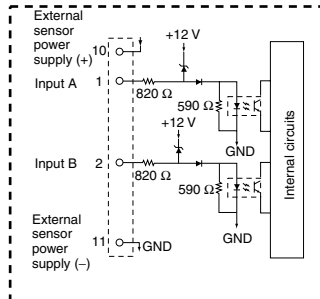 External
sensor
power
supply (+)
10
+12 V
Input A
1
820 Ω
590 Ω
GND
+12 V
Input B
2
820 Ω
590 Ω
GND
External
sensor
power
supply (−)
11
GND
Internal circuits